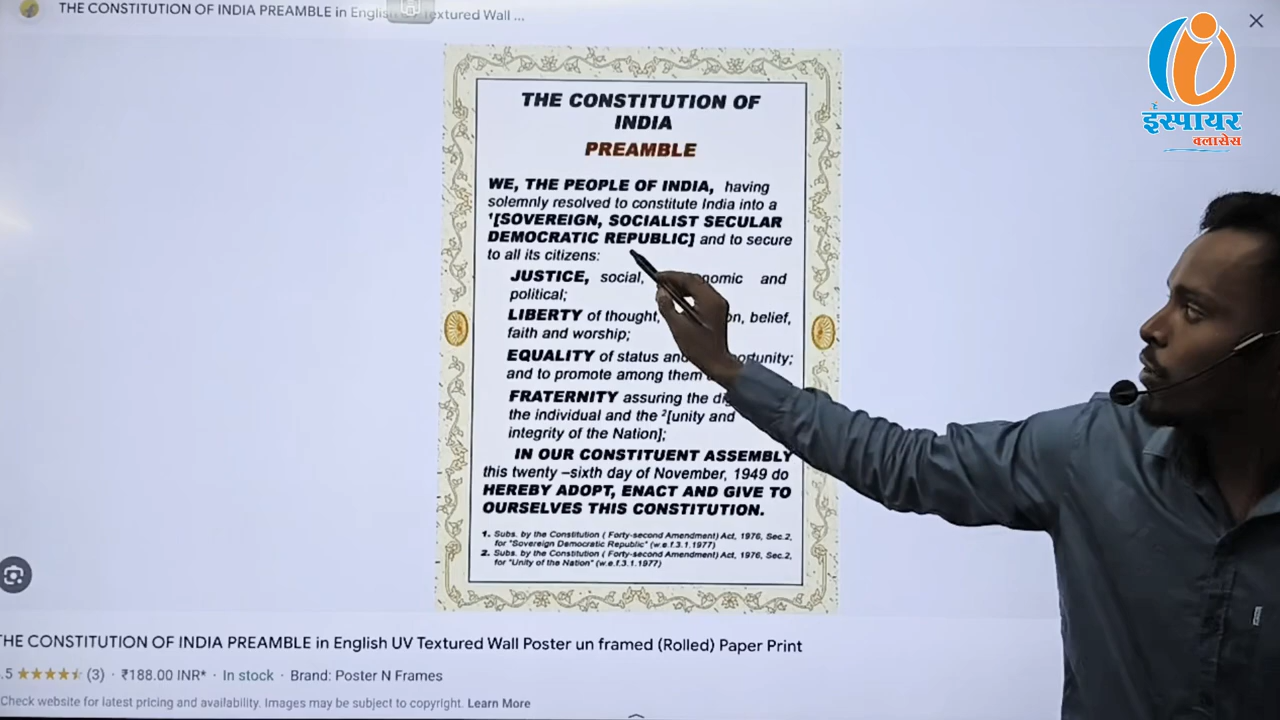 THE CONSTITUTION OF INDIA PREAMBLE in English UV Textured Wall ...
इंस्पायर
क्लासेस
THE CONSTITUTION OF
INDIA
PREAMBLE
WE, THE PEOPLE OF INDIA, having
solemnly resolved to constitute India into a
¹[SOVEREIGN, SOCIALIST SECULAR
DEMOCRATIC REPUBLIC] and to secure
to all its citizens:
JUSTICE, social, and
political;
LIBERTY of thought, belief,
faith and worship;
EQUALITY of status
and to promote among them
FRATERNITY assuring the
the individual and the ²[unity and
integrity of the Nation];
IN OUR CONSTITUENT ASSEMBLY
this twenty –sixth day of November, 1949 do
HEREBY ADOPT, ENACT AND GIVE TO
OURSELVES THIS CONSTITUTION.
1. Subs. by the Constitution ( Forty-second Amendment) Act, 1976, Sec.2,
for "Sovereign Democratic Republic" (w.e.f.3.1.1977)
2. Subs. by the Constitution ( Forty-second Amendment) Act, 1976, Sec.2,
for "Unity of the Nation" (w.e.f.3.1.1977)
THE CONSTITUTION OF INDIA PREAMBLE in English UV Textured Wall Poster un framed (Rolled) Paper Print
.5 (3) · ₹188.00 INR* · In stock · Brand: Poster N Frames
Check website for latest pricing and availability. Images may be subject to copyright. Learn More